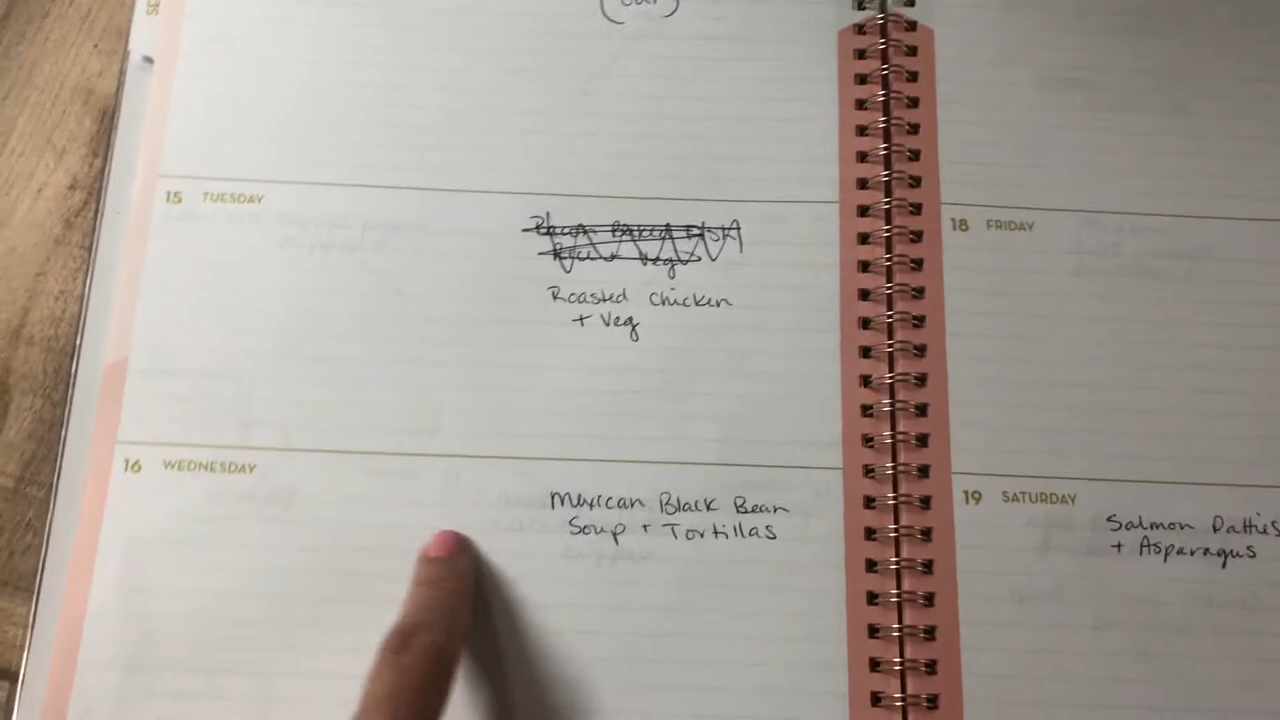 SE
15 TUESDAY
Roasted Chicken
+ Veg
16 WEDNESDAY
Mexican Black Bean
Soup + Tortillas
18 FRIDAY
19 SATURDAY
Salmon Patties
+ Asparagus